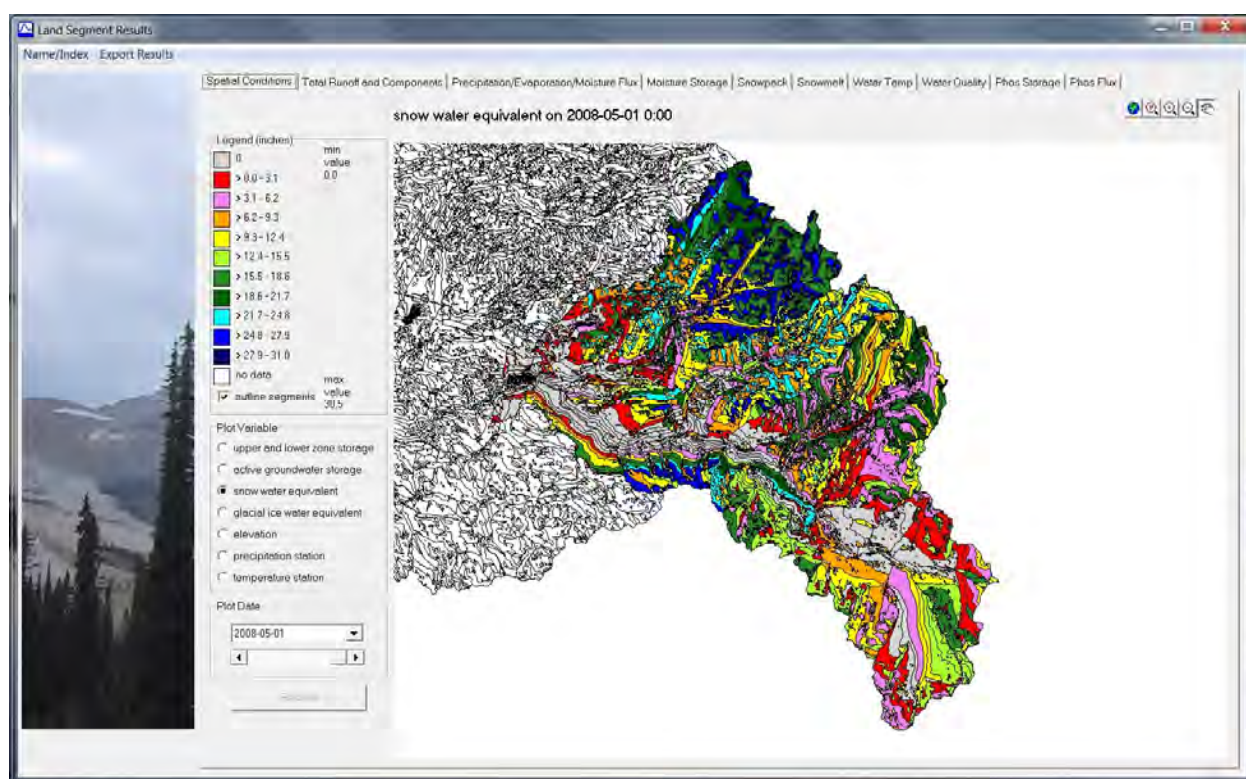 Land Segment Results
Name/Index Export Results
Spatial Conditions Total Runoff and Components Precipitation/Evaporation/Moisture Flux Moisture Storage Snowpack Snowmelt Water Temp Water Quality Phos Storage Phos Flux
snow water equivalent on 2008-05-01 0:00
Legend (inches)
0
min
value
0.0
> 0.0 - 3.1
> 3.1 - 6.2
> 6.2 - 9.3
> 9.3 - 12.4
> 12.4 - 15.5
> 15.5 - 18.6
> 18.6 - 21.7
> 21.7 - 24.8
> 24.8 - 27.9
> 27.9 - 31.0
no data
max
value
30.5
outline segments
Plot Variable
upper and lower zone storage
active groundwater storage
snow water equivalent
glacial ice water equivalent
elevation
precipitation station
temperature station
Plot Date
2008-05-01